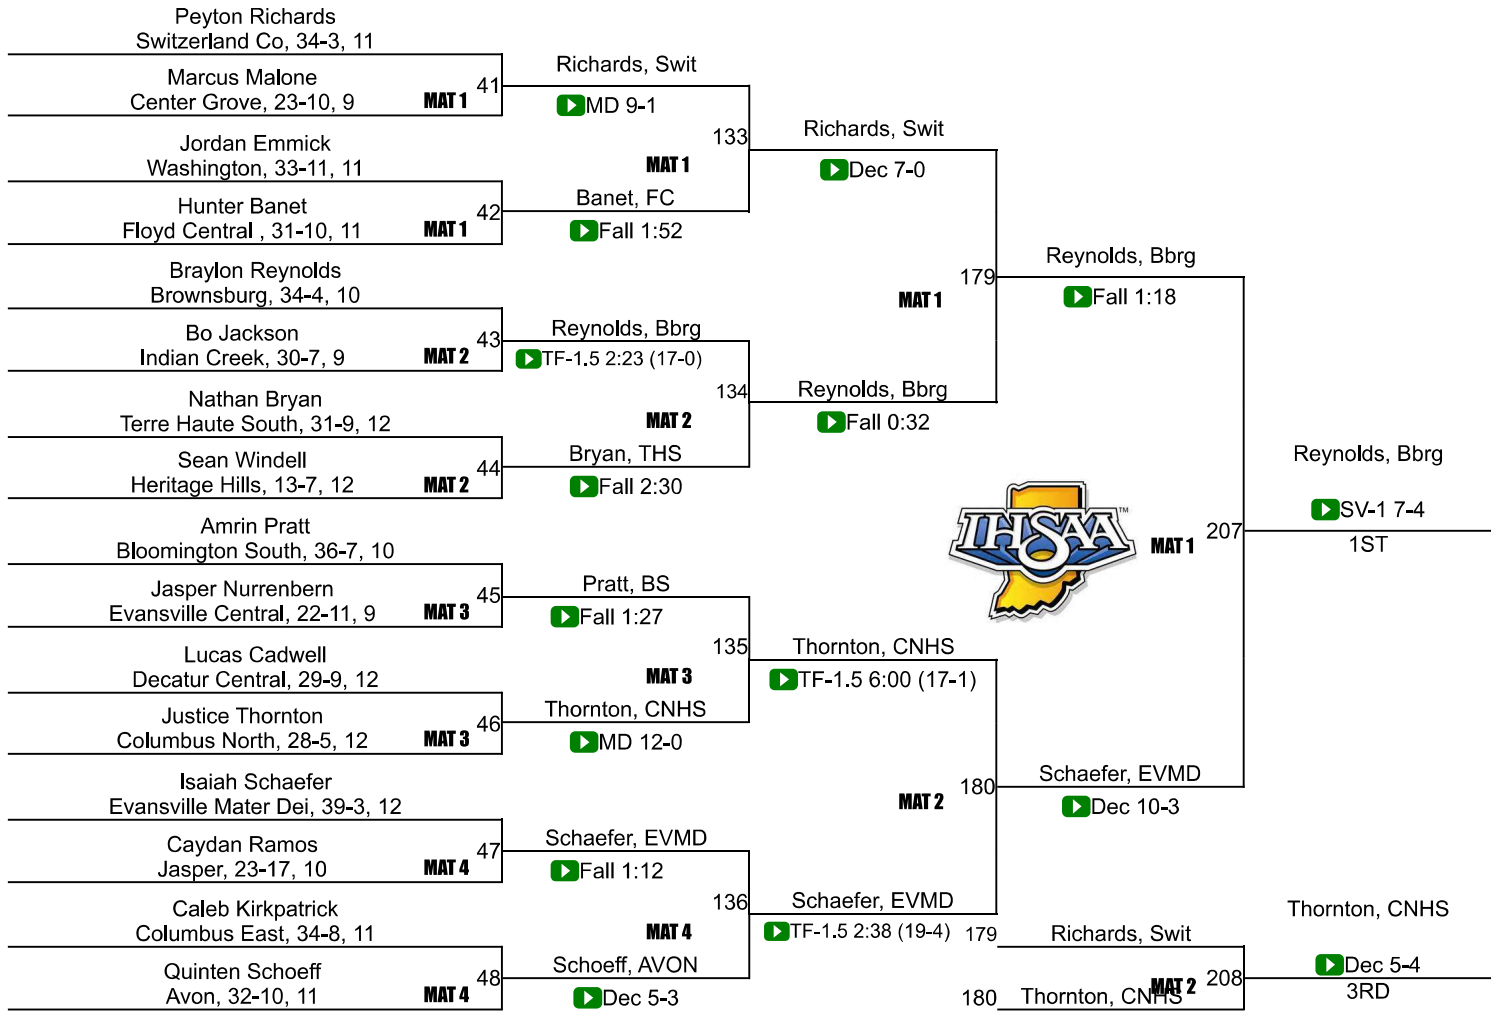 Peyton Richards
Switzerland Co, 34-3, 11
Marcus Malone
Center Grove, 23-10, 9
MAT 1
41
Richards, Swit
MD 9-1
Jordan Emmick
Washington, 33-11, 11
Hunter Banet
Floyd Central , 31-10, 11
MAT 1
42
Banet, FC
Fall 1:52
133
MAT 1
Richards, Swit
Dec 7-0
Braylon Reynolds
Brownsburg, 34-4, 10
Bo Jackson
Indian Creek, 30-7, 9
MAT 2
43
Reynolds, Bbrg
TF-1.5 2:23 (17-0)
Nathan Bryan
Terre Haute South, 31-9, 12
Sean Windell
Heritage Hills, 13-7, 12
MAT 2
44
Bryan, THS
Fall 2:30
134
MAT 2
Reynolds, Bbrg
Fall 0:32
179
MAT 1
Reynolds, Bbrg
Fall 1:18
Amrin Pratt
Bloomington South, 36-7, 10
Jasper Nurrenbern
Evansville Central, 22-11, 9
MAT 3
45
Pratt, BS
Fall 1:27
Lucas Cadwell
Decatur Central, 29-9, 12
Justice Thornton
Columbus North, 28-5, 12
MAT 3
46
Thornton, CNHS
MD 12-0
135
MAT 3
Thornton, CNHS
TF-1.5 6:00 (17-1)
Isaiah Schaefer
Evansville Mater Dei, 39-3, 12
Caydan Ramos
Jasper, 23-17, 10
MAT 4
47
Schaefer, EVMD
Fall 1:12
Caleb Kirkpatrick
Columbus East, 34-8, 11
Quinten Schoeff
Avon, 32-10, 11
MAT 4
48
Schoeff, AVON
Dec 5-3
136
MAT 4
Schaefer, EVMD
TF-1.5 2:38 (19-4)
180
MAT 2
Schaefer, EVMD
Dec 10-3
IHSAA™
MAT 1
207
Reynolds, Bbrg
SV-1 7-4
1ST
179
Richards, Swit
180
Thornton, CNHS
MAT 2
208
Thornton, CNHS
Dec 5-4
3RD